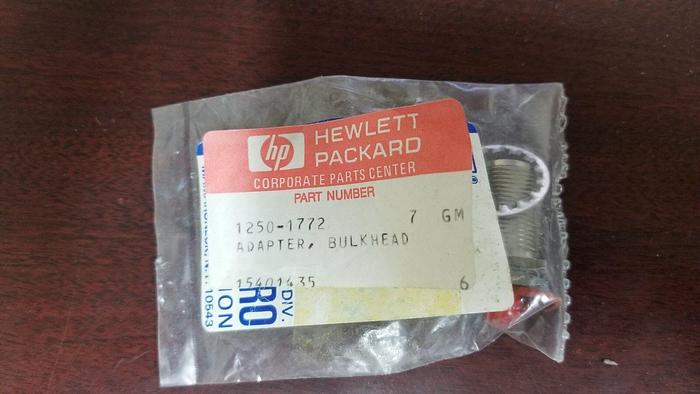 hp HEWLETT
PACKARD
CORPORATE PARTS CENTER
PART NUMBER
1250-1772 7 GM
ADAPTER, BULKHEAD
15401435 6
DIV.
RO
ION
10543